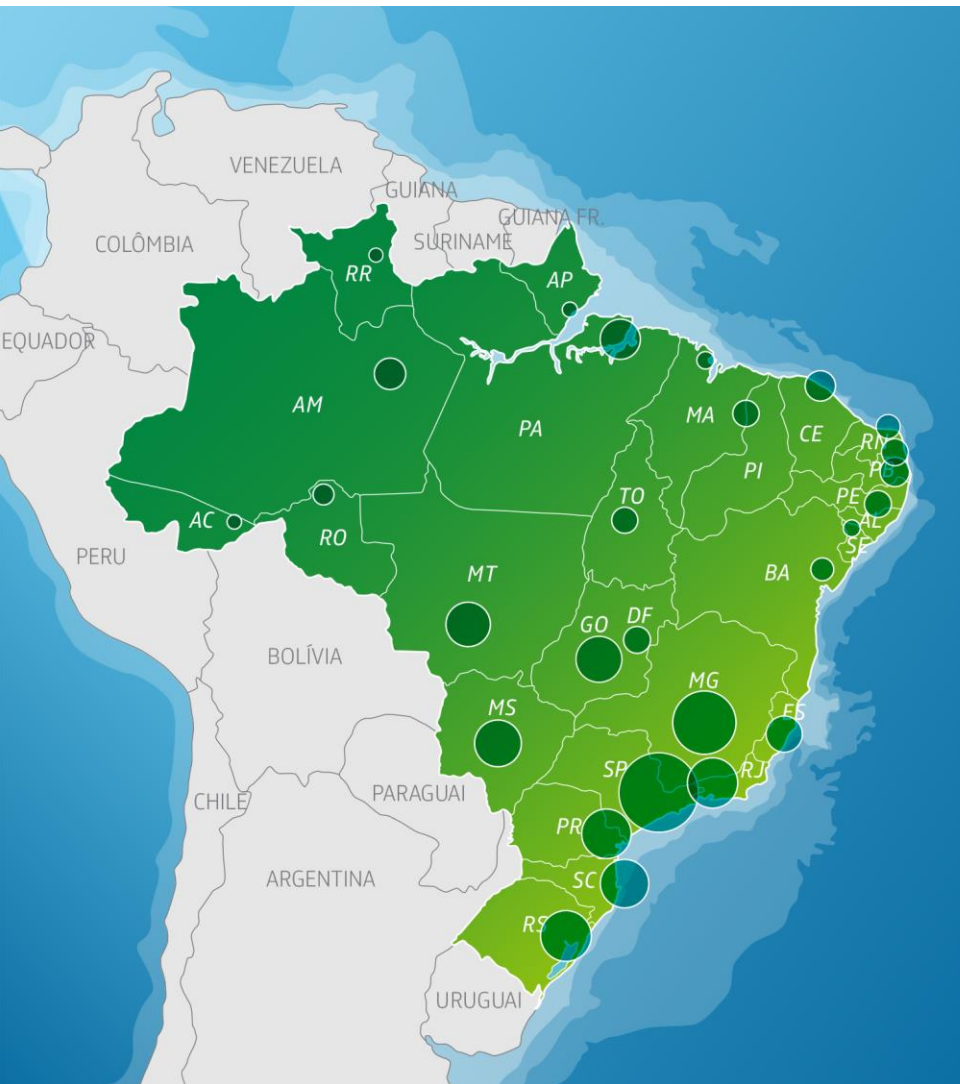 VENEZUELA
GUIANA
GUIANA FR.
SURINAME
COLÔMBIA
RR
AP
EQUADOR
AM
PA
MA
CE
RN
PB
PI
PE
TO
AL
AC
RO
SE
PERU
MT
BA
GO
DF
BOLÍVIA
MG
MS
ES
SP
RJ
PARAGUAI
CHILE
PR
ARGENTINA
SC
RS
URUGUAI